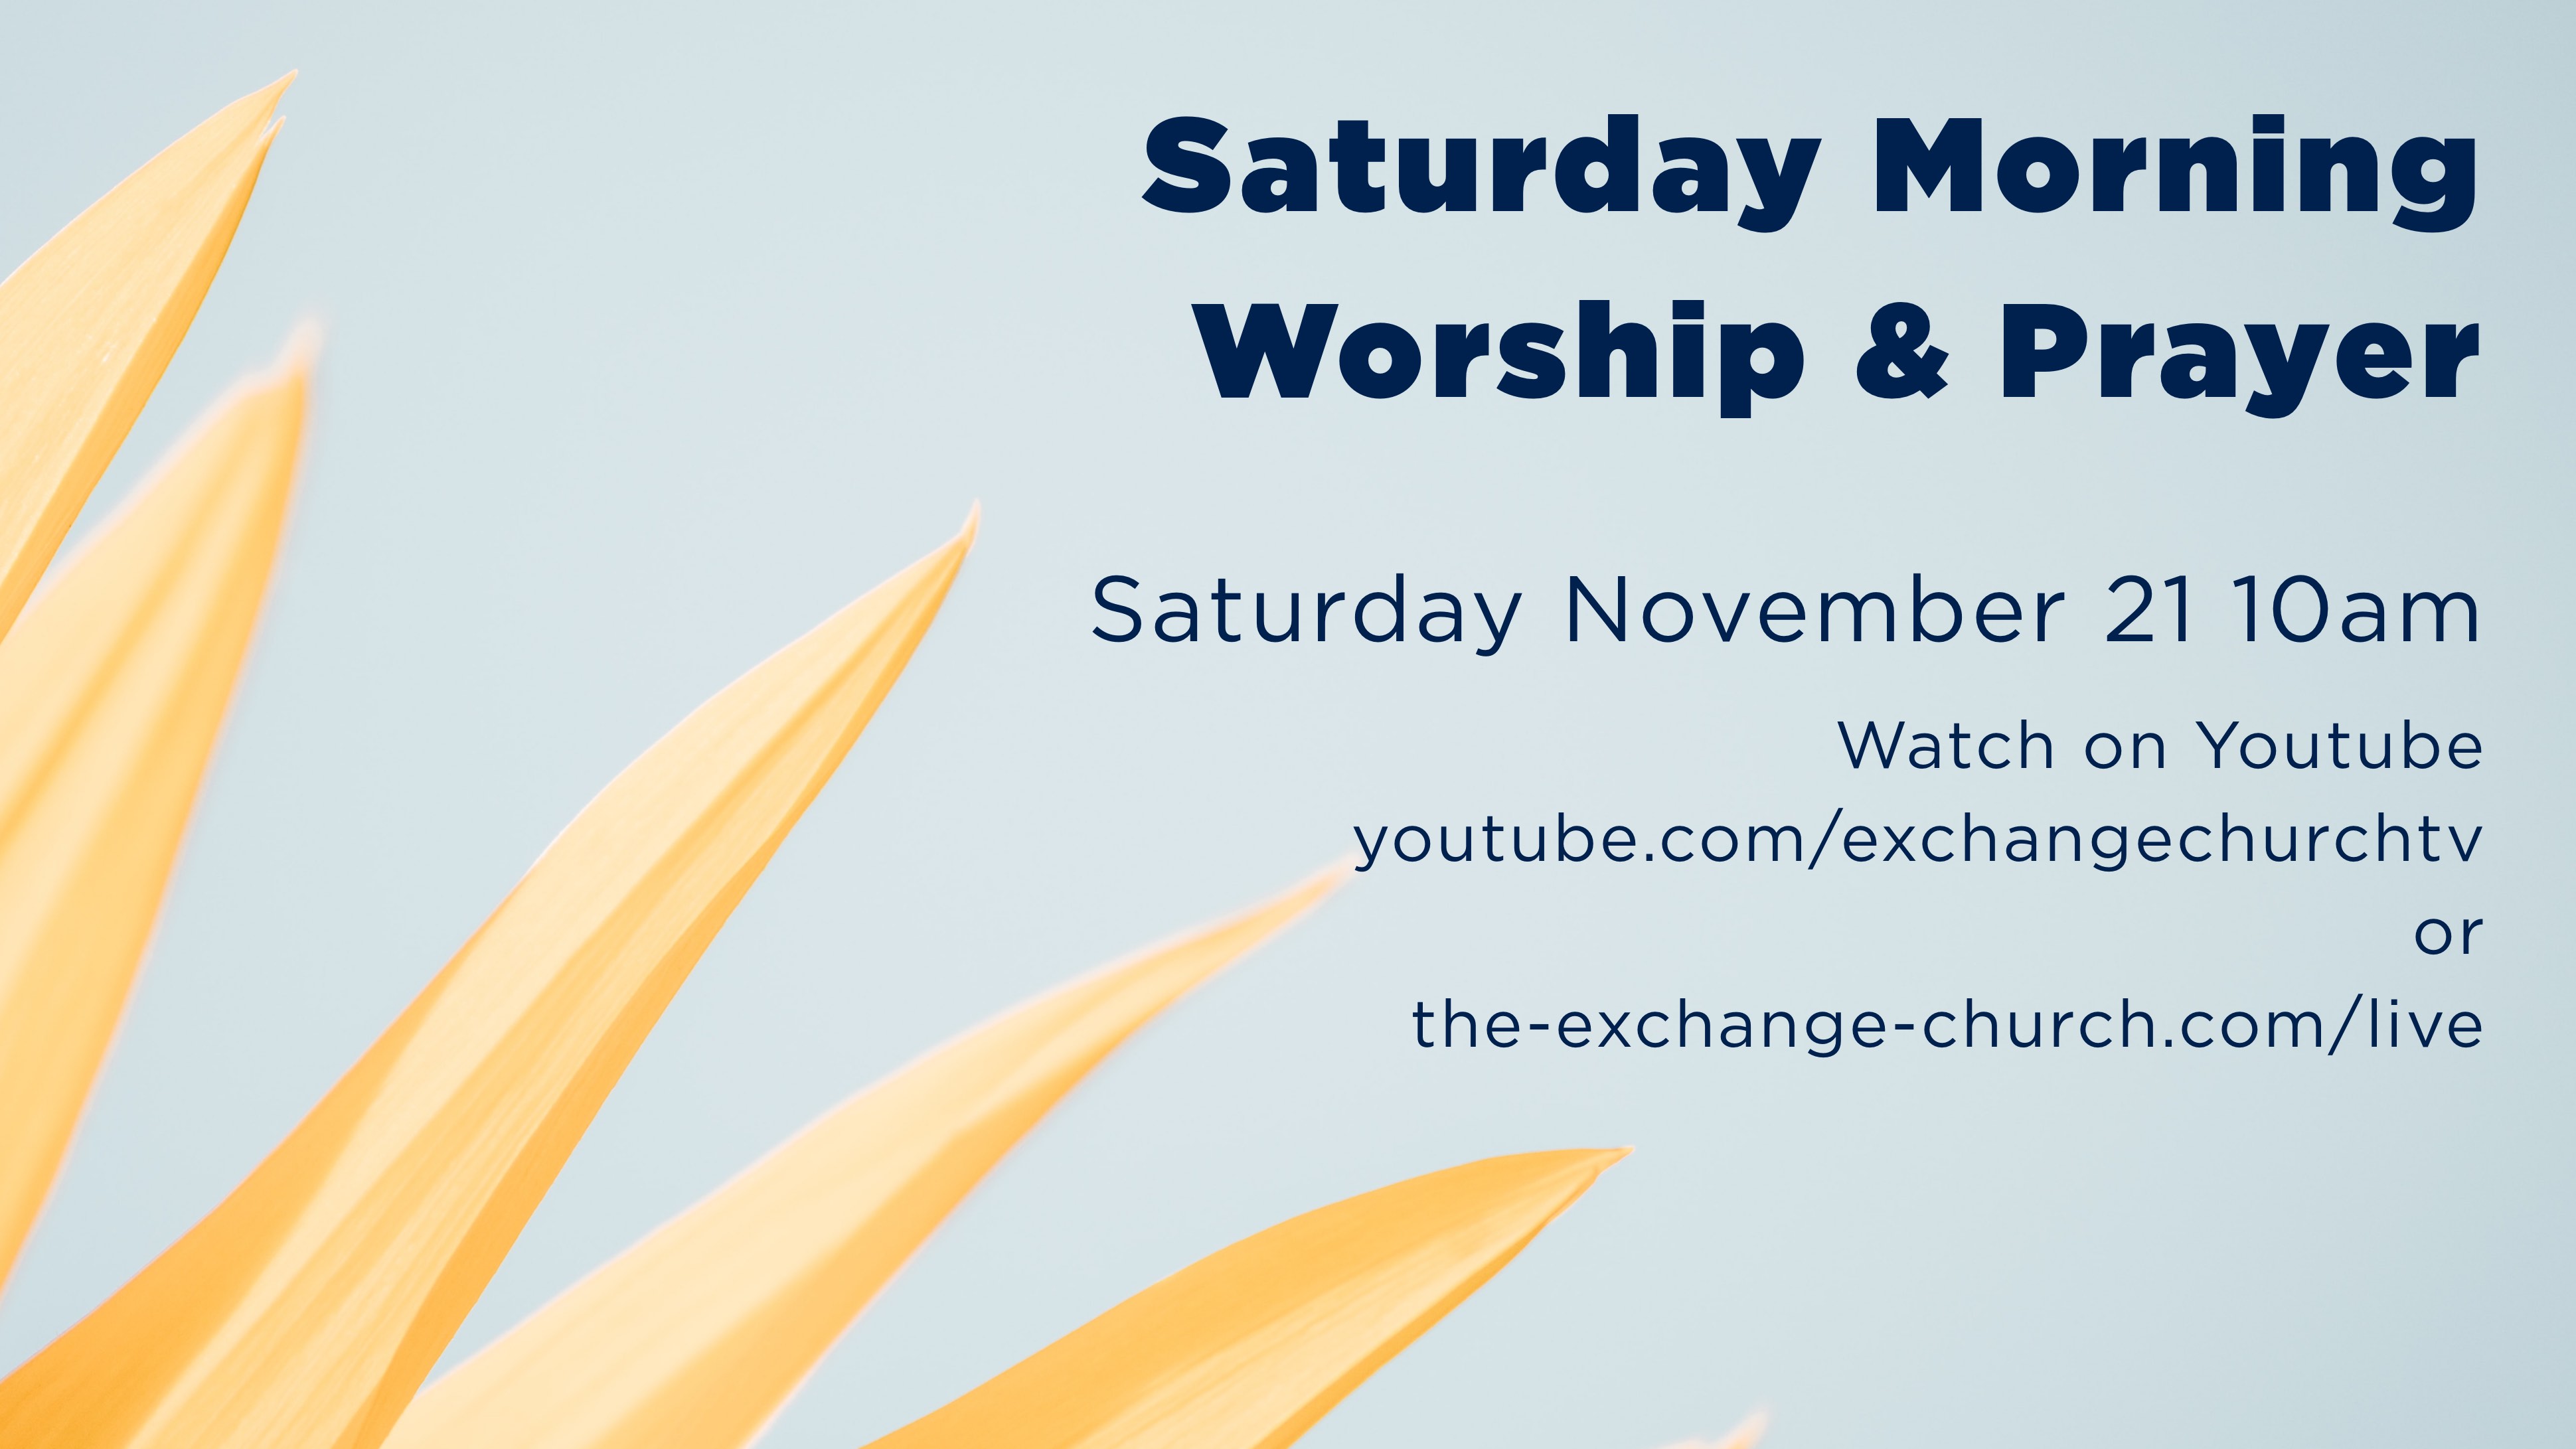 Saturday Morning
Worship & Prayer
Saturday November 21 10am
Watch on Youtube
youtube.com/exchangechurchtv
or
the-exchange-church.com/live